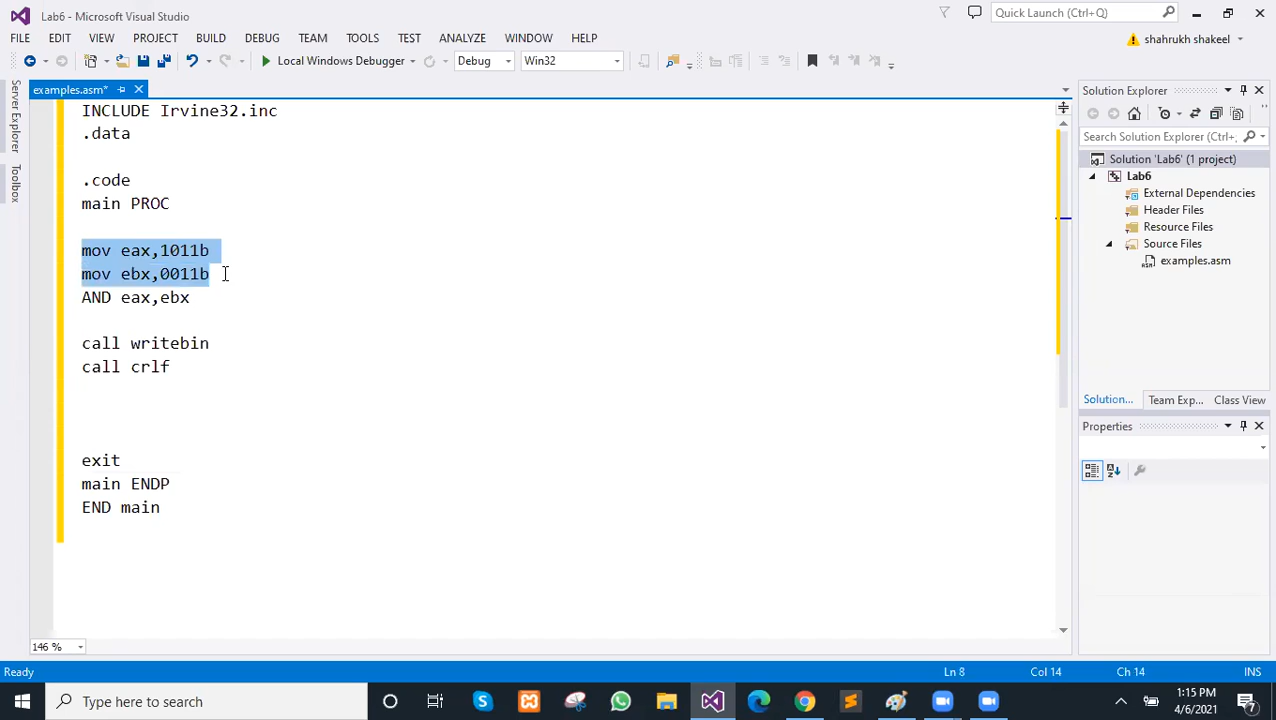 Lab6 - Microsoft Visual Studio
Quick Launch (Ctrl+Q)
FILE EDIT VIEW PROJECT BUILD DEBUG TEAM TOOLS TEST ANALYZE WINDOW HELP
shahrukh shakeel
Local Windows Debugger Debug Win32
Server Explorer
Toolbox
examples.asm*
INCLUDE Irvine32.inc
.data
.code
main PROC
mov eax,1011b
mov ebx,0011b
AND eax,ebx
call writebin
call crlf
exit
main ENDP
END main
146 %
Solution Explorer
Search Solution Explorer (Ctrl+
Solution 'Lab6' (1 project)
Lab6
External Dependencies
Header Files
Resource Files
Source Files
examples.asm
Solution... Team Exp... Class View
Properties
Ready Ln 8 Col 14 Ch 14 INS
Type here to search
1:15 PM
4/6/2021
7